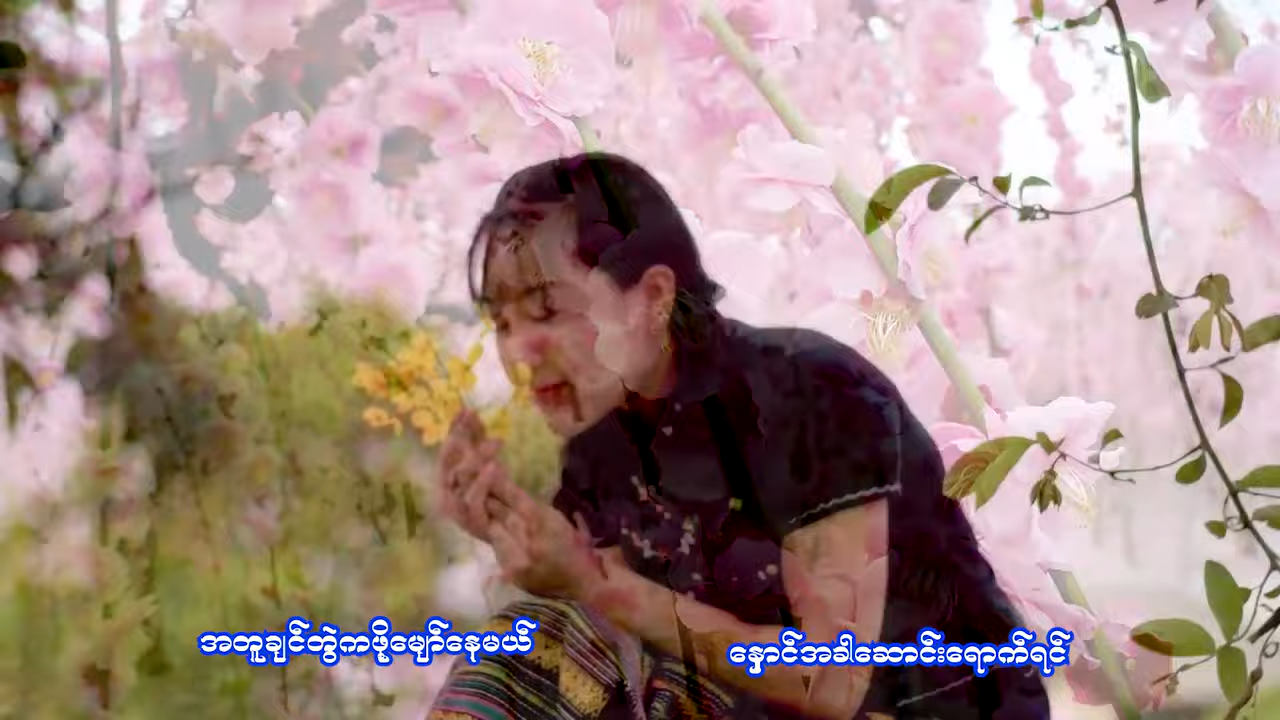 အတူချင်တွဲကဖို့မျော်နေမယ်
နှောင်အခါဆောင်းရောက်ရင်